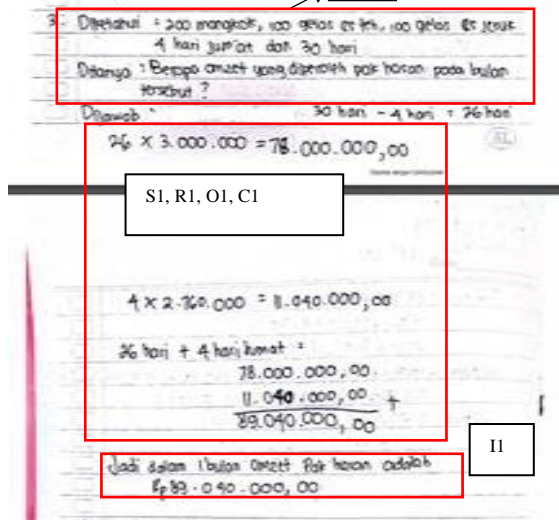 3. Diketahui : 200 mangkok, 100 gelas es teh, 100 gelas es jeruk
4 hari jum'at dan 30 hari
Ditanya : Berapa omzet yang diperoleh pak hasan pada bulan
tersebut ?
Dijawab :
30 hari - 4 hari = 26 hari
26 x 3.000.000 = 78.000.000,00
S1, R1, O1, C1
4 x 2.760.000 = 11.040.000,00
26 hari + 4 hari jumat =
78.000.000,00
11.040.000,00 +
89.040.000,00
I1
Jadi dalam 1 bulan omzet Pak hasan adalah
Rp 89.040.000,00